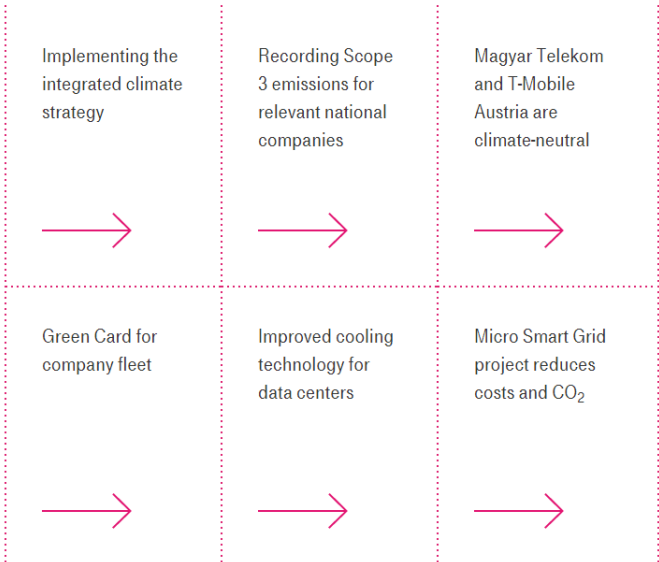 Implementing the
integrated climate
strategy
Recording Scope
3 emissions for
relevant national
companies
Magyar Telekom
and T-Mobile
Austria are
climate-neutral
Green Card for
company fleet
Improved cooling
technology for
data centers
Micro Smart Grid
project reduces
costs and CO₂